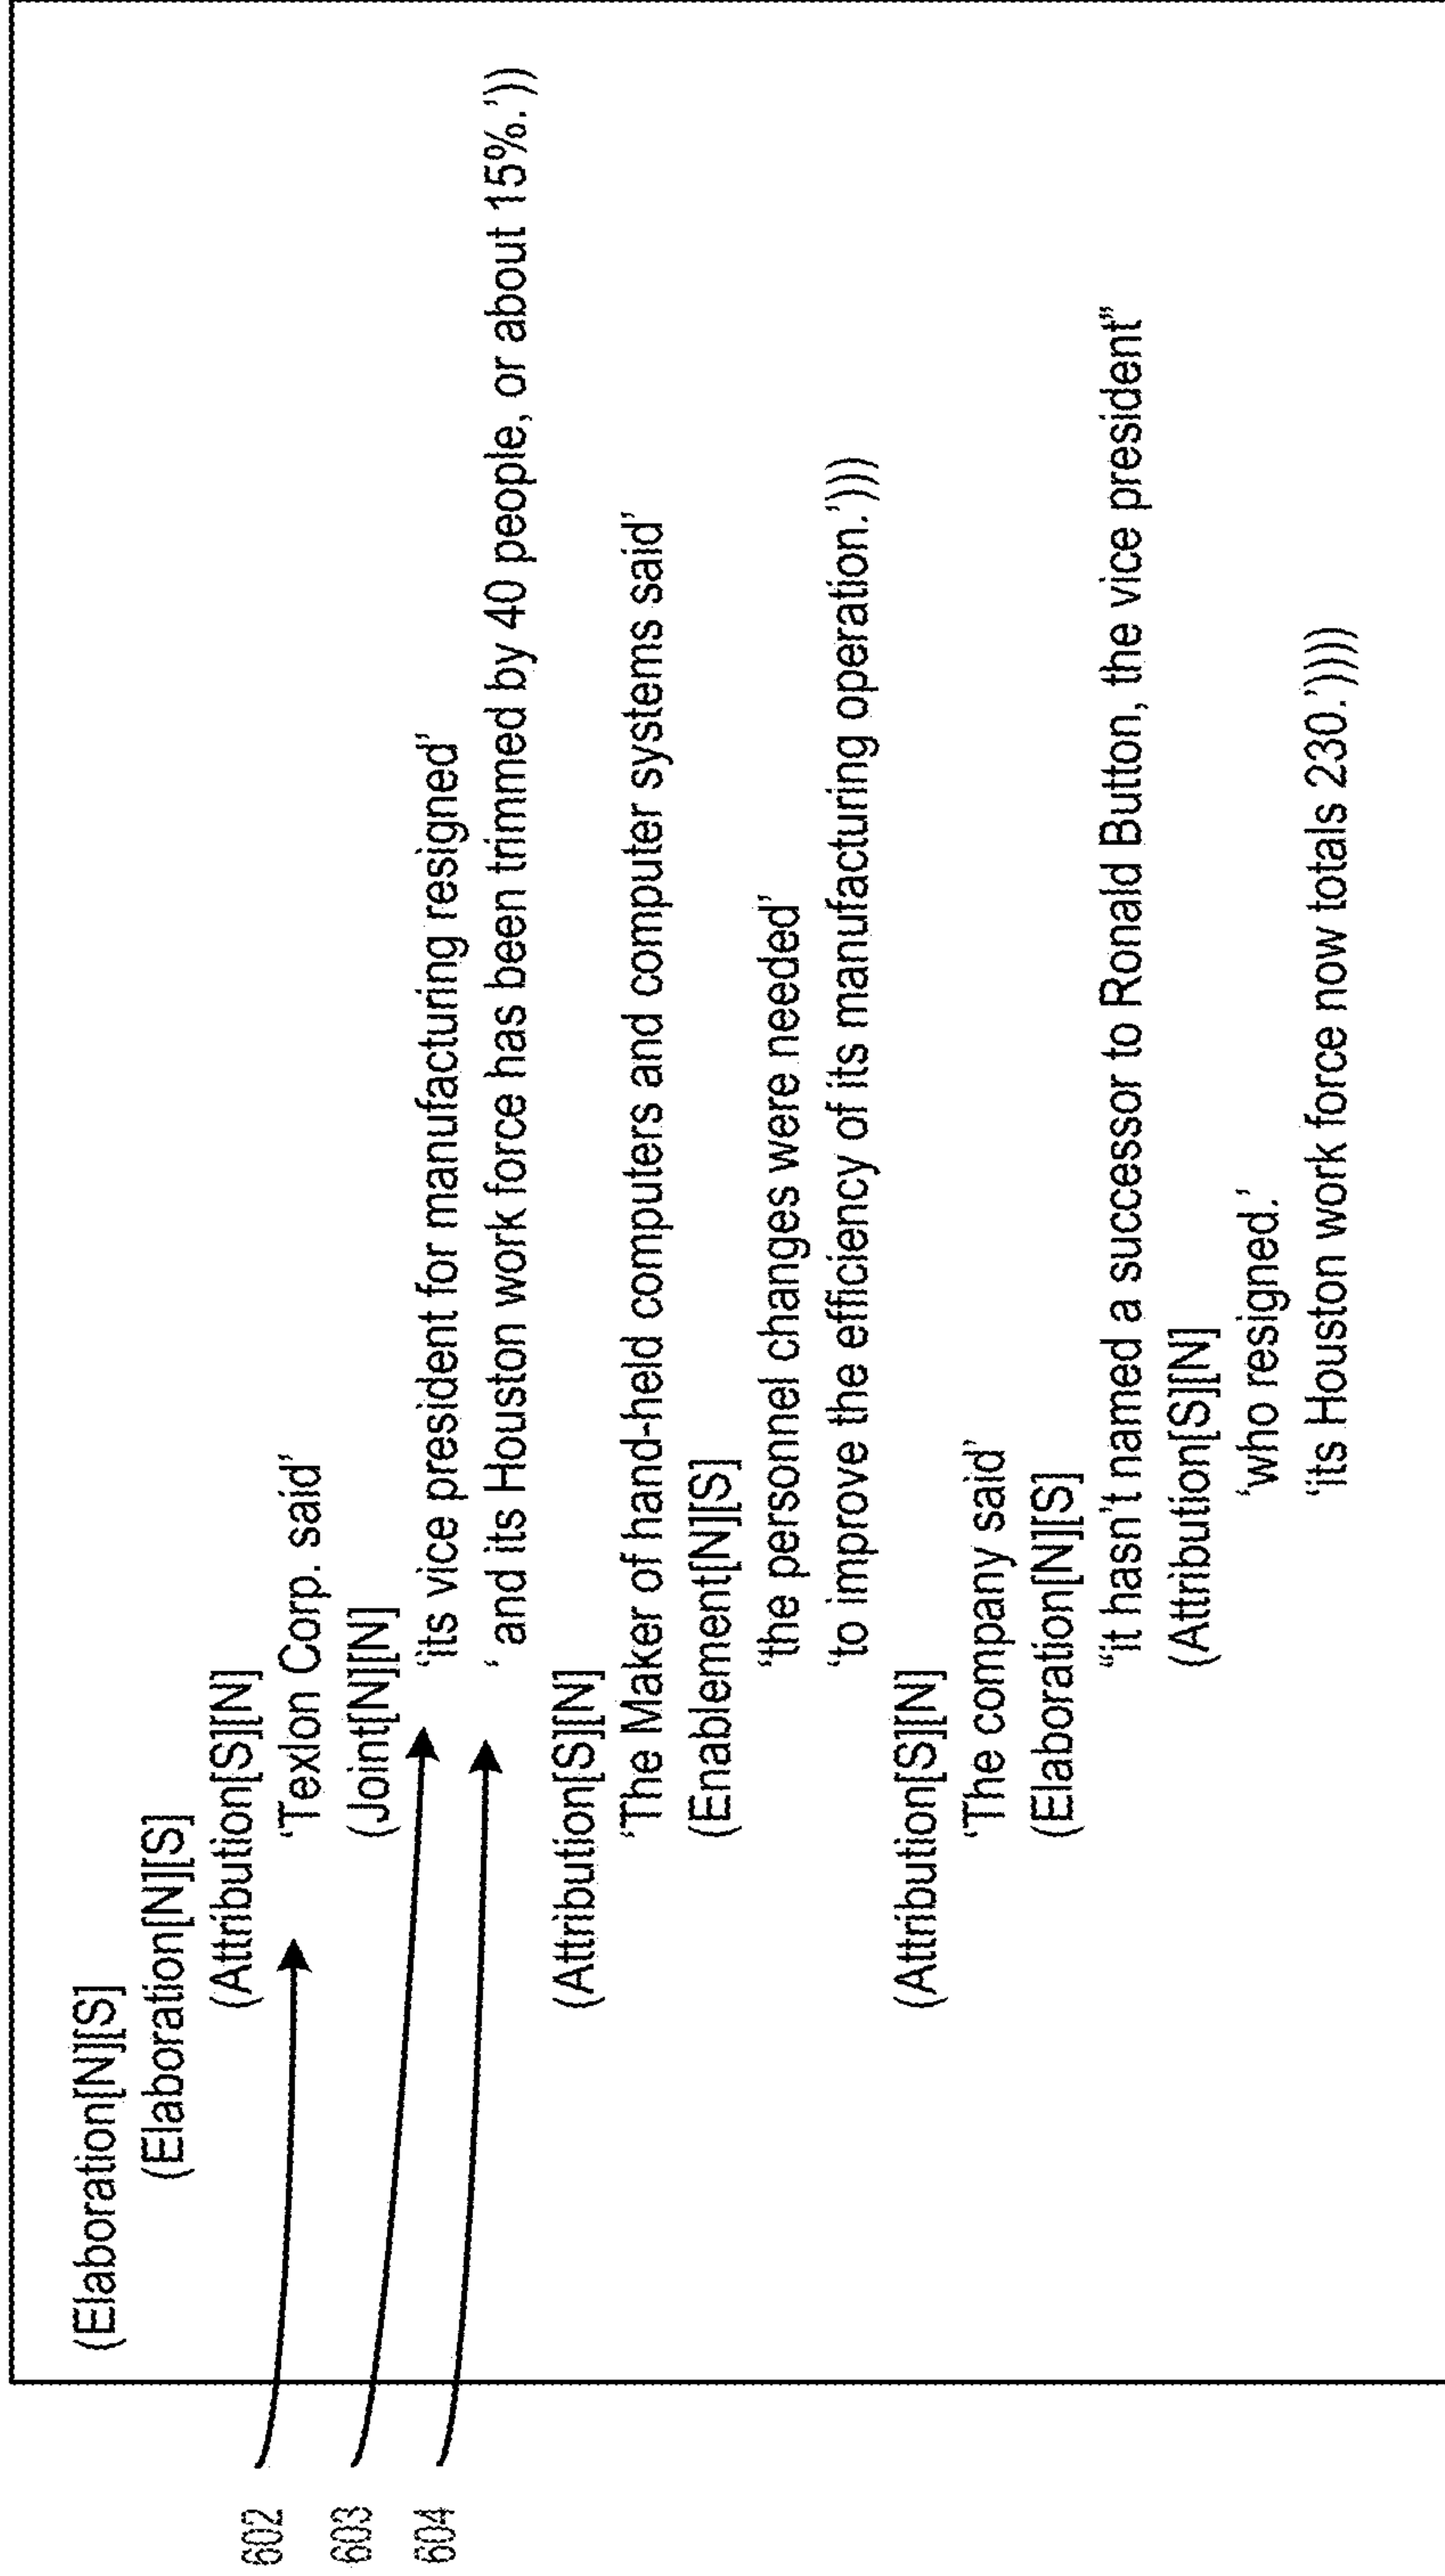 (Elaboration[N][S]
(Elaboration[N][S]
(Attribution[S][N]
602
‘Texlon Corp. said’
(Joint[N][N]
603
‘its vice president for manufacturing resigned’
604
‘ and its Houston work force has been trimmed by 40 people, or about 15%.’))
(Attribution[S][N]
‘The Maker of hand-held computers and computer systems said’
(Enablement[N][S]
‘the personnel changes were needed’
‘to improve the efficiency of its manufacturing operation.’)))
(Attribution[S][N]
‘The company said’
(Elaboration[N][S]
“it hasn’t named a successor to Ronald Button, the vice president”
(Attribution[S][N]
‘who resigned.’
‘its Houston work force now totals 230.’)))))